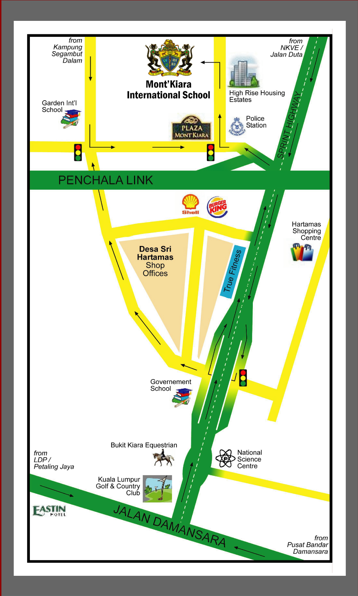 from
Kampung
Segambut
Dalam
from
NKVE /
Jalan Duta
Mont'Kiara
International School
High Rise Housing
Estates
Garden Int'l
School
PLAZA
MONT KIARA
Police
Station
SPRINT HIGHWAY
PENCHALA LINK
Shell
BURGER
KING
Hartamas
Shopping
Centre
Desa Sri
Hartamas
Shop
Offices
True Fitness
Governement
School
Bukit Kiara Equestrian
National
Science
Centre
from
LDP /
Petaling Jaya
Kuala Lumpur
Golf & Country
Club
EASTIN
HOTEL
JALAN DAMANSARA
from
Pusat Bandar
Damansara